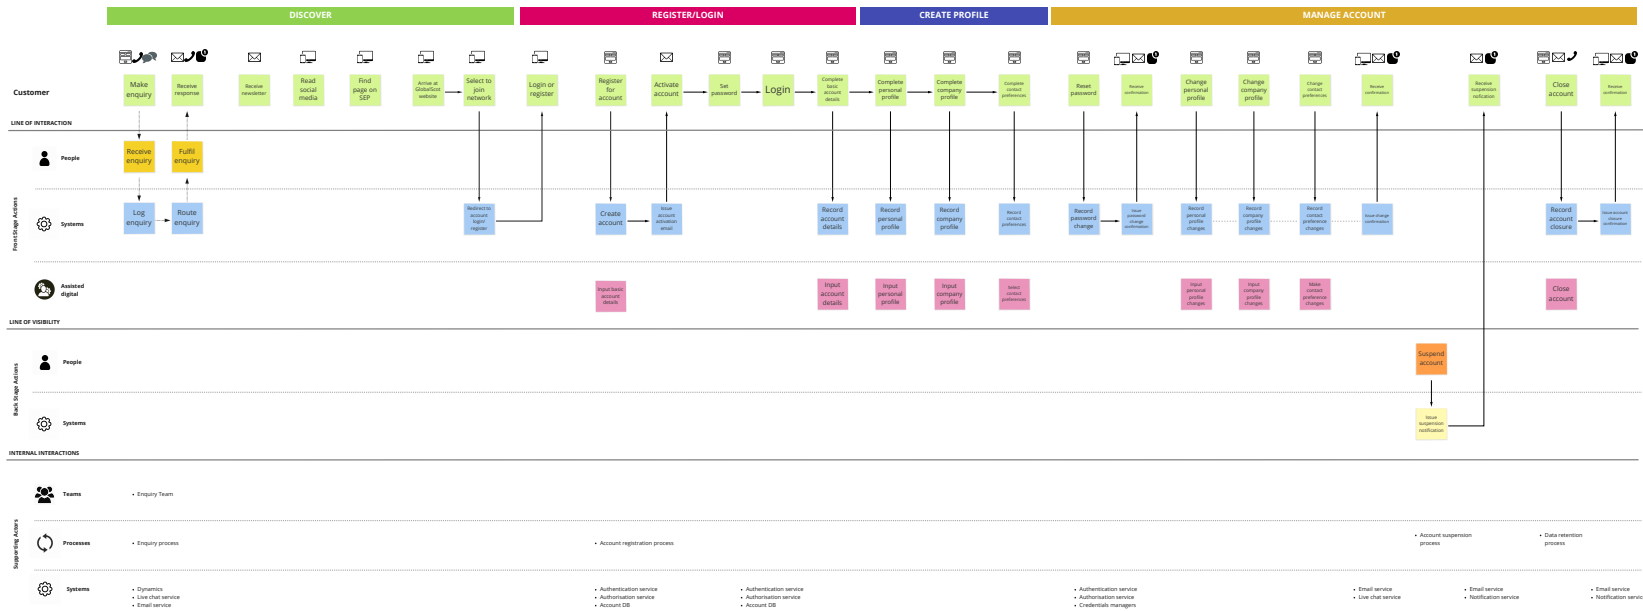 DISCOVER
REGISTER/LOGIN
CREATE PROFILE
MANAGE ACCOUNT
Customer
Make
enquiry
Receive
response
Receive
newsletter
Read
social
media
Find
page on
SEP
Arrive at
GlobalScot
website
Select to
join
network
Login or
register
Register
for
account
Activate
account
Set
password
Login
Complete
basic
account
details
Complete
personal
profile
Complete
company
profile
Complete
contact
preferences
Reset
password
Receive
confirmation
Change
personal
profile
Change
company
profile
Change
contact
preferences
Receive
confirmation
Receive
suspension
notification
Close
account
Receive
confirmation
LINE OF INTERACTION
Front Stage Actions
People
Receive
enquiry
Fulfil
enquiry
Systems
Log
enquiry
Route
enquiry
Redirect to
account
login/
register
Create
account
Issue
account
activation
email
Record
account
details
Record
personal
profile
Record
company
profile
Record
contact
preferences
Record
password
change
Issue
password
change
confirmation
Record
personal
profile
changes
Record
company
profile
changes
Record
contact
preference
changes
Issue change
confirmation
Record
account
closure
Issue account
closure
confirmation
Assisted
digital
Input basic
account
details
Input
account
details
Input
personal
profile
Input
company
profile
Select
contact
preferences
Input
personal
profile
changes
Input
company
profile
changes
Make
contact
preference
changes
Close
account
LINE OF VISIBILITY
Back Stage Actions
People
Suspend
account
Systems
Issue
suspension
notification
INTERNAL INTERACTIONS
Supporting Actors
Teams
• Enquiry Team
Processes
• Enquiry process
• Account registration process
• Account suspension
process
• Data retention
process
Systems
• Dynamics
• Live chat service
• Email service
• Authentication service
• Authorisation service
• Account DB
• Authentication service
• Authorisation service
• Account DB
• Authentication service
• Authorisation service
• Credentials managers
• Email service
• Live chat service
• Email service
• Notification service
• Email service
• Notification servic